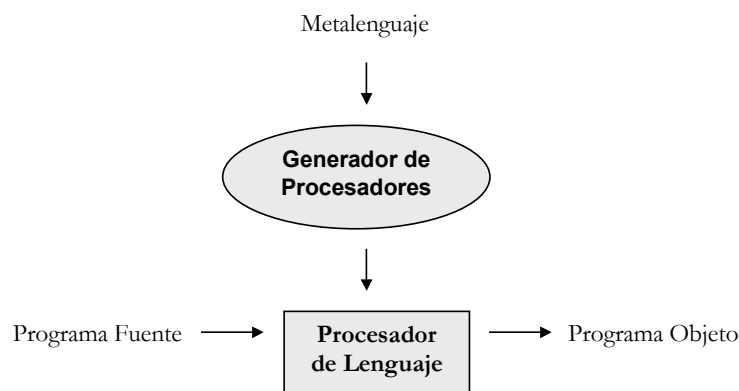 Metalenguaje
Generador de
Procesadores
Programa Fuente
Procesador
de Lenguaje
Programa Objeto